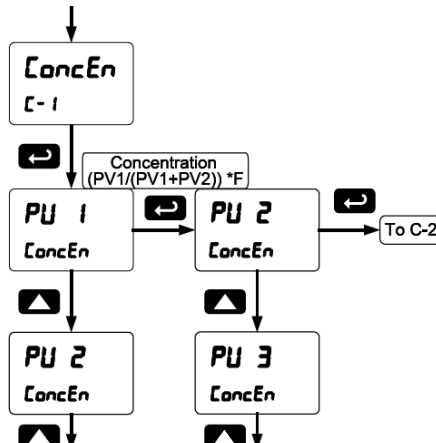 ConcEn
C-1
Concentration
(PV1/(PV1+PV2)) *F
PU 1
ConcEn
PU 2
ConcEn
To C-2
PU 2
ConcEn
PU 3
ConcEn